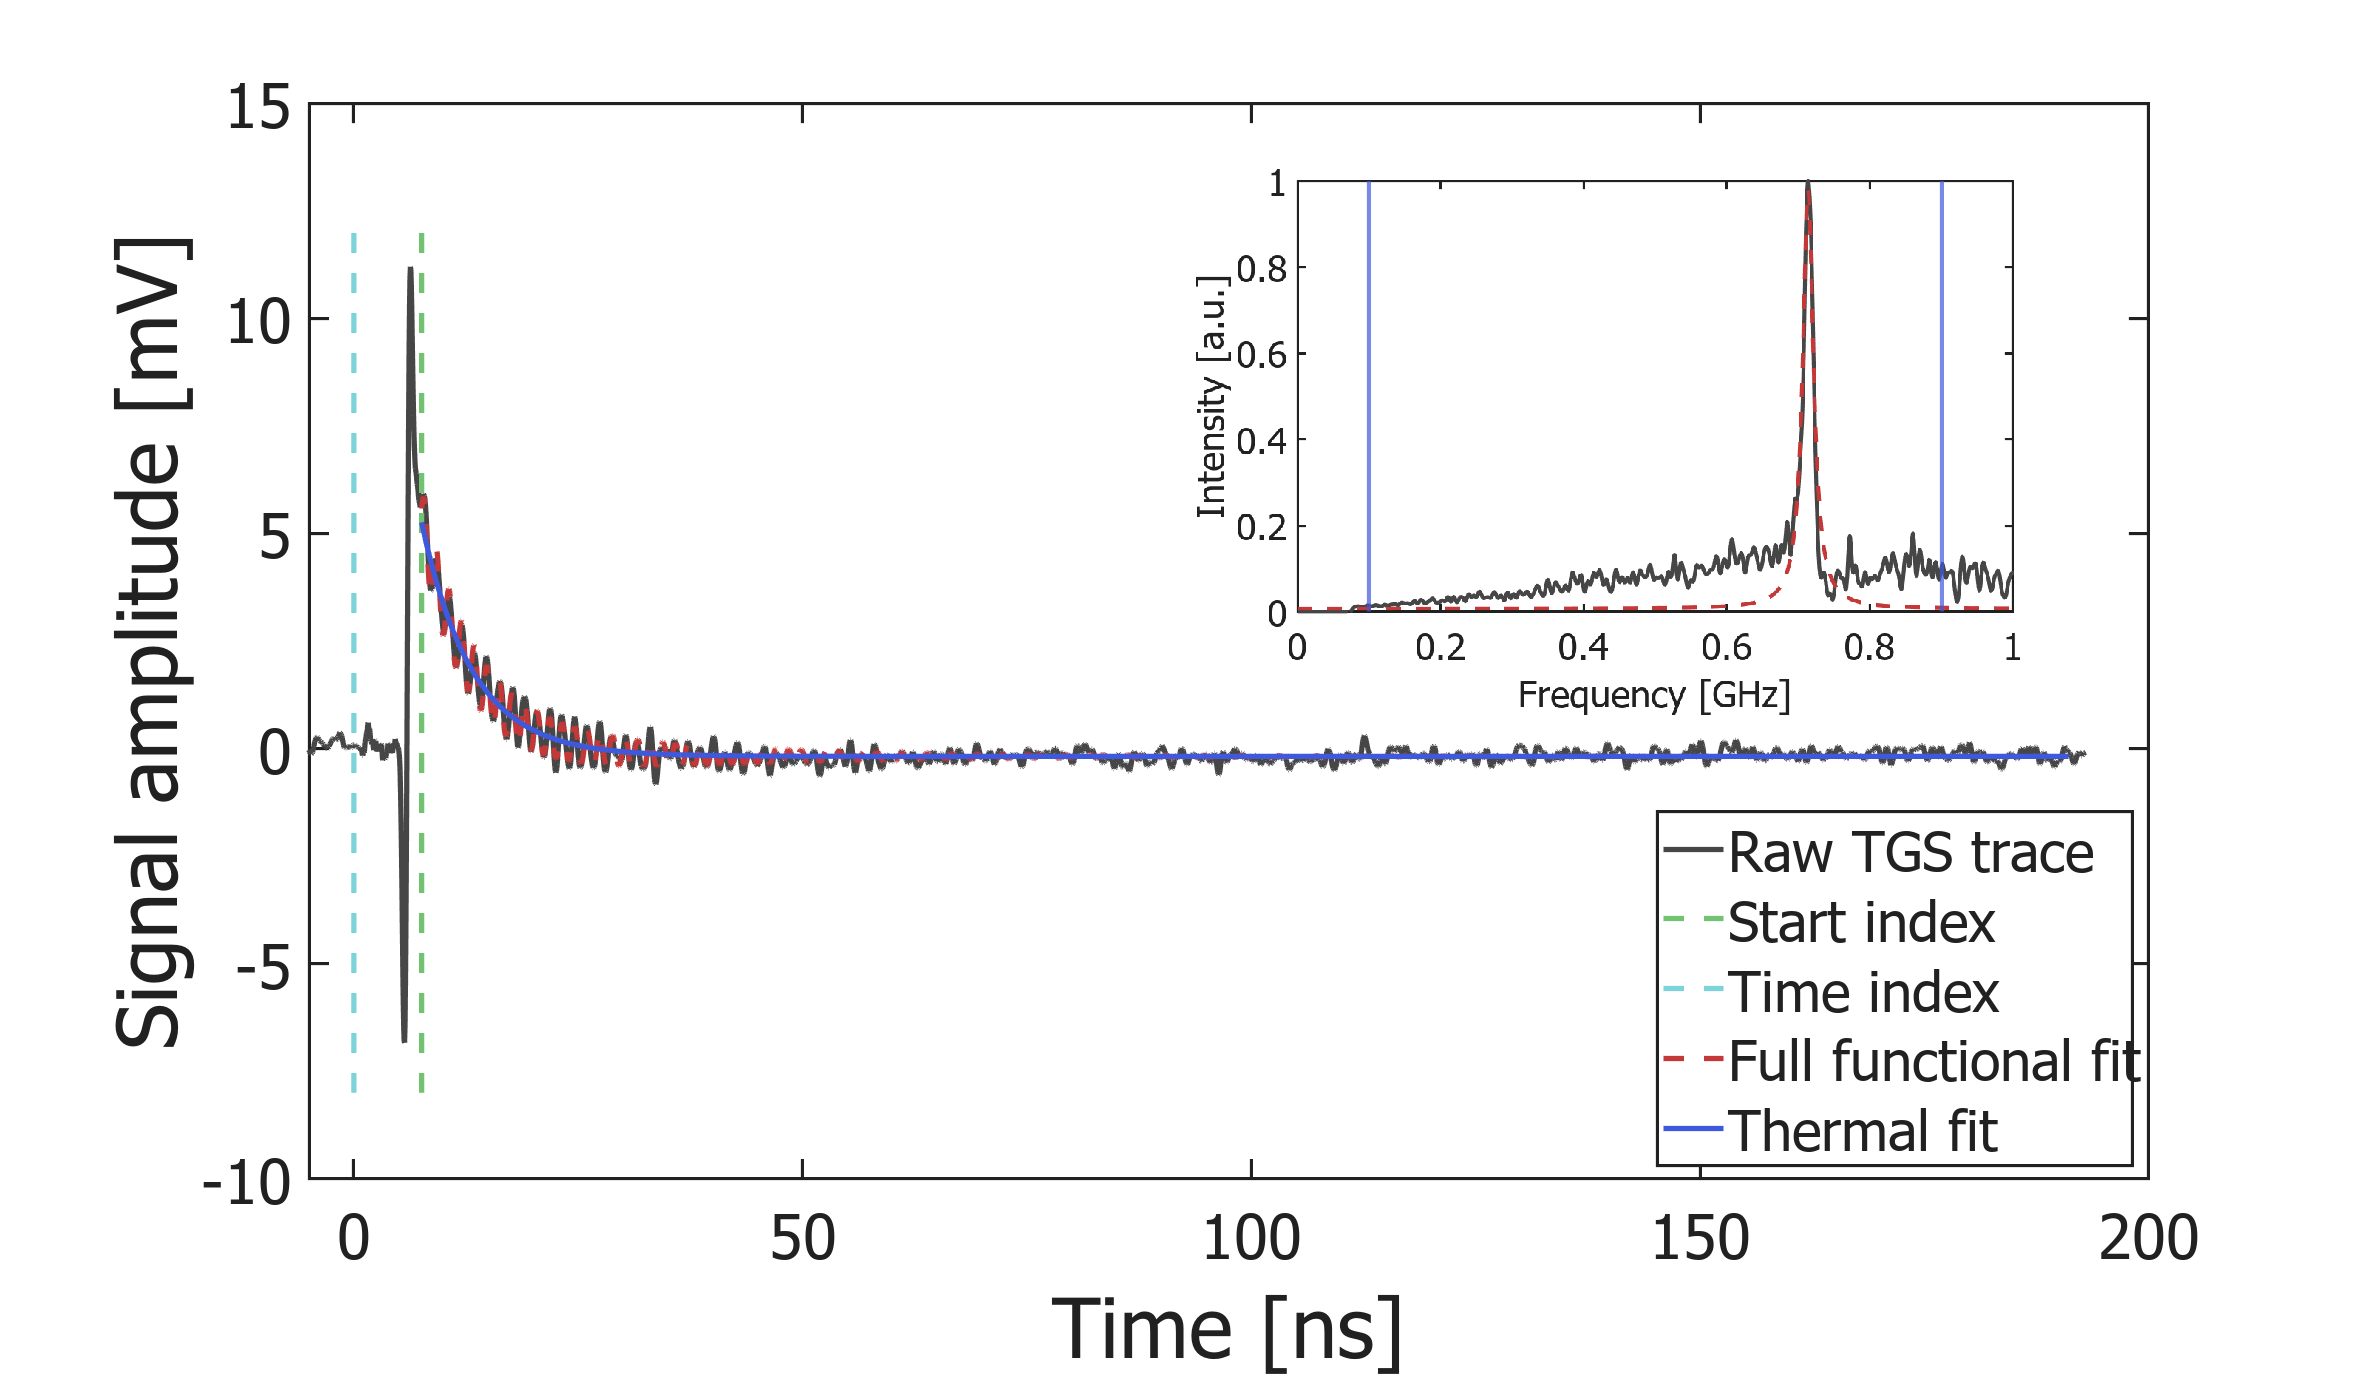 Signal amplitude [mV]
15
10
5
0
-5
-10
0
50
100
150
200
Time [ns]
Intensity [a.u.]
1
0.8
0.6
0.4
0.2
0
0
0.2
0.4
0.6
0.8
1
Frequency [GHz]
Raw TGS trace
Start index
Time index
Full functional fit
Thermal fit